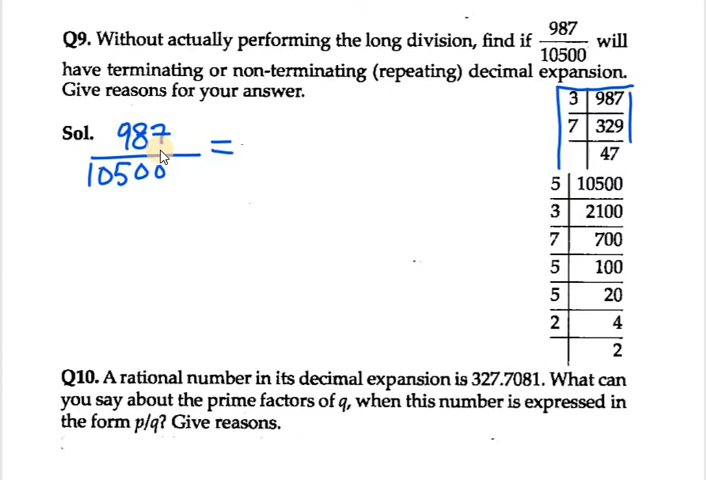 Q9. Without actually performing the long division, find if 987/10500 will
have terminating or non-terminating (repeating) decimal expansion.
Give reasons for your answer.
Sol. 987/10500 =
3 | 987
7 | 329
47
5 | 10500
3 | 2100
7 | 700
5 | 100
5 | 20
2 | 4
2
Q10. A rational number in its decimal expansion is 327.7081. What can
you say about the prime factors of q, when this number is expressed in
the form p/q? Give reasons.